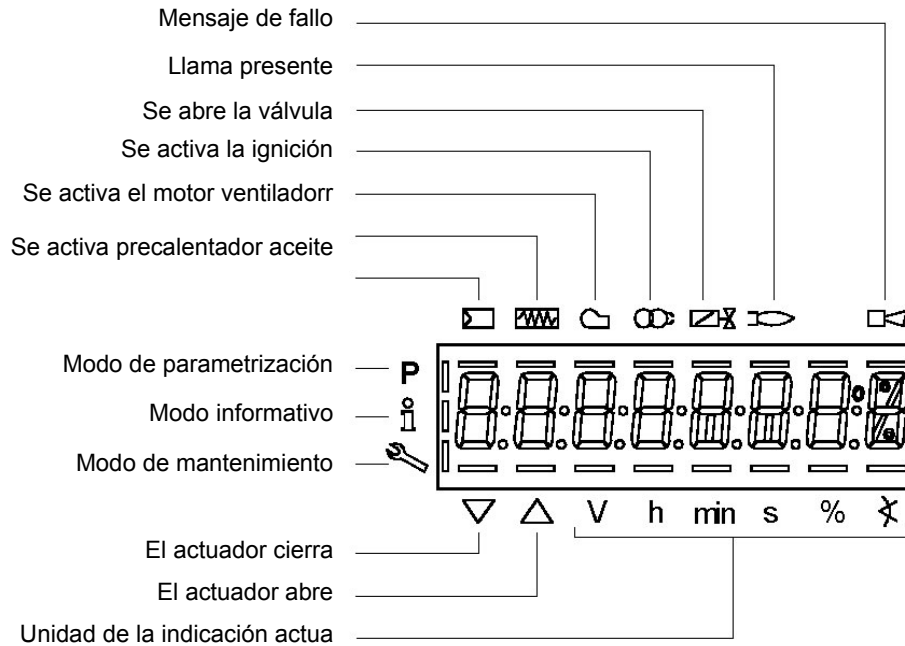 Mensaje de fallo
Llama presente
Se abre la válvula
Se activa la ignición
Se activa el motor ventiladorr
Se activa precalentador aceite
Modo de parametrización P
Modo informativo i
Modo de mantenimiento
V h min s %
El actuador cierra
El actuador abre
Unidad de la indicación actua